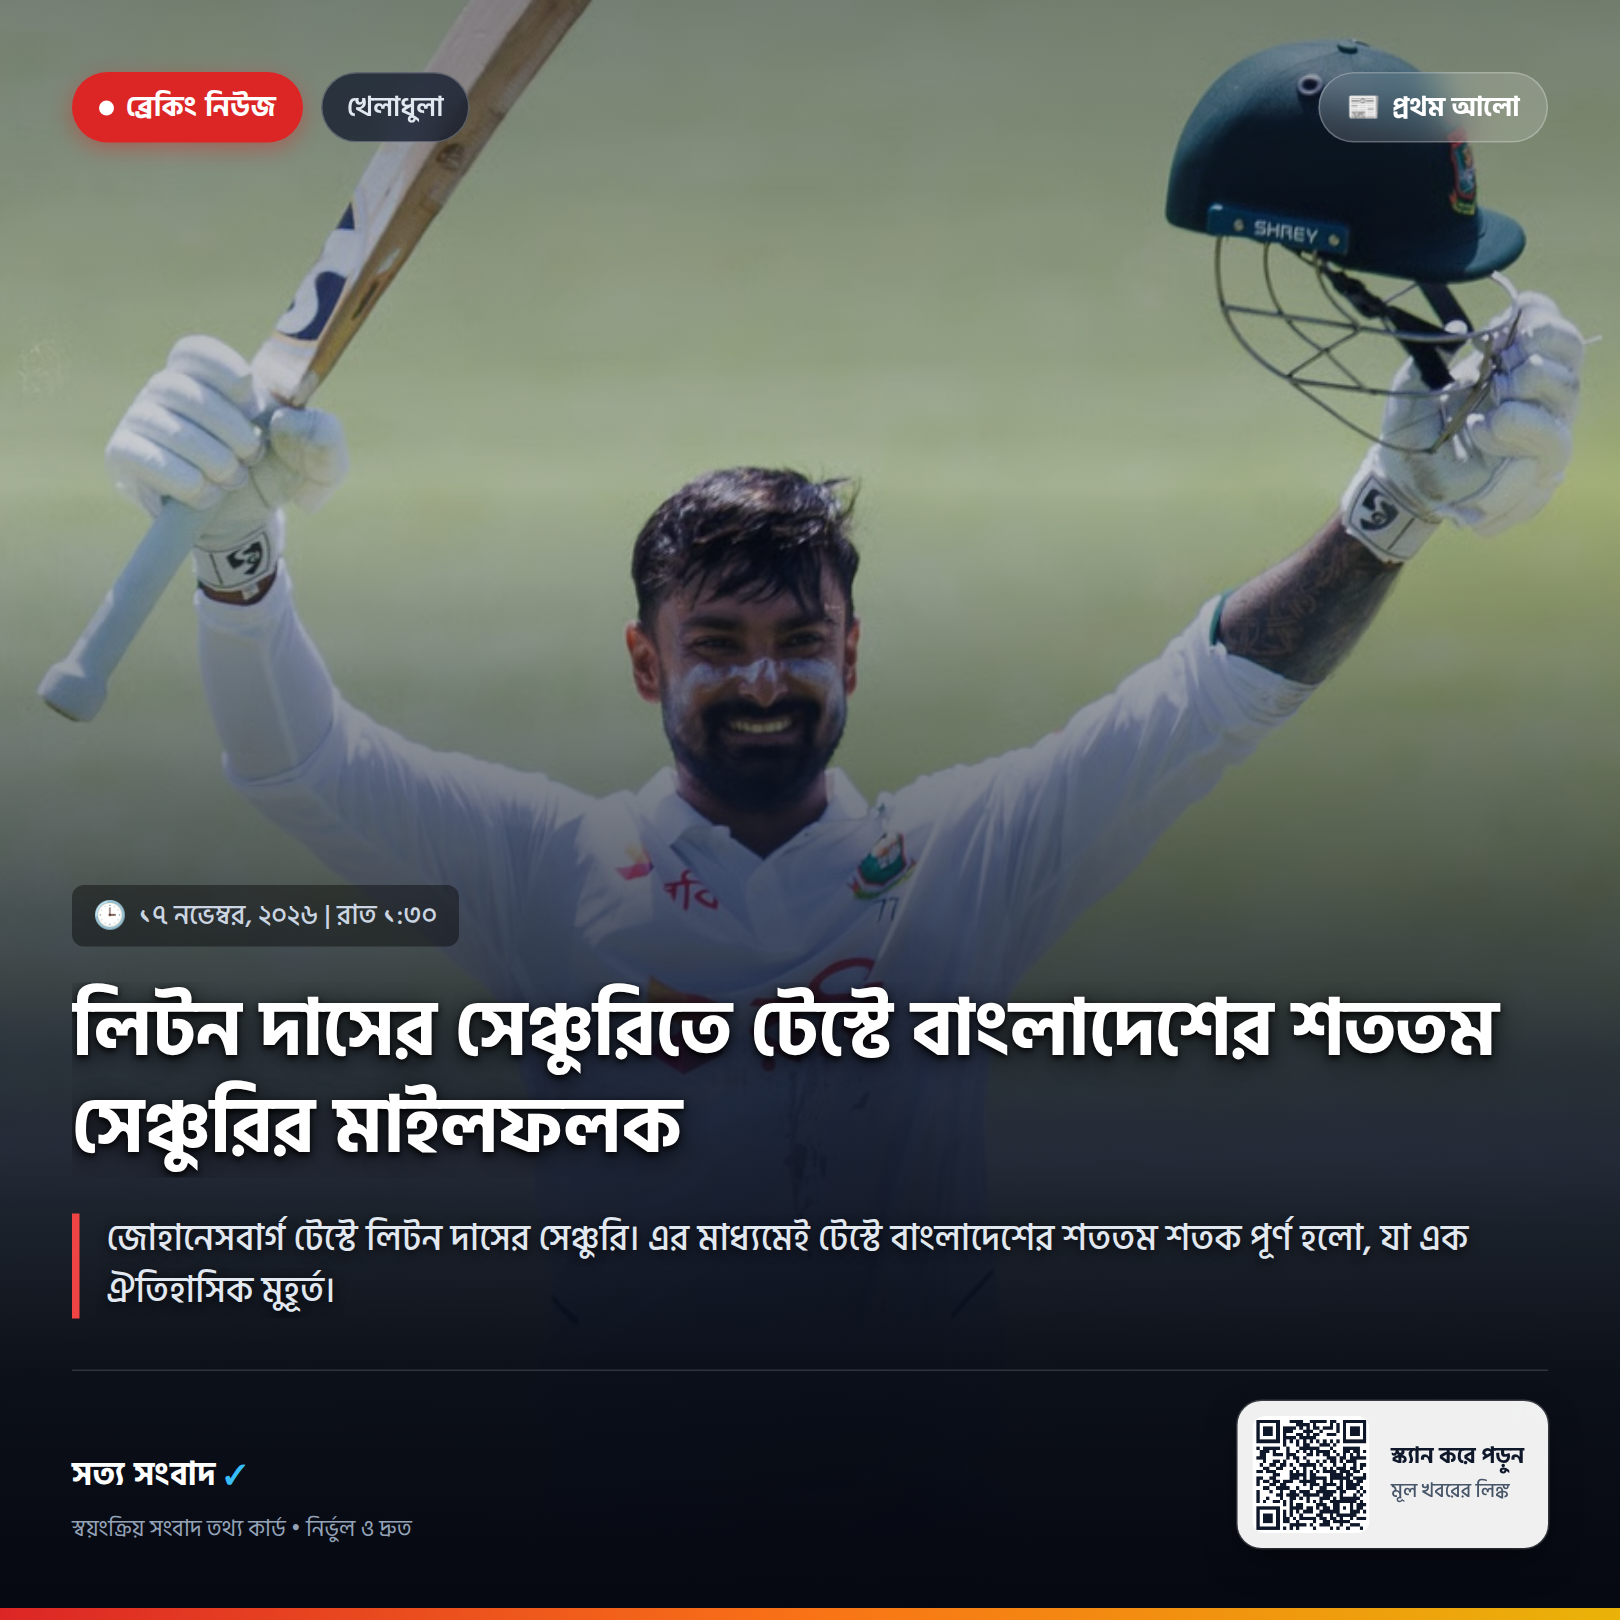 ব্রেকিং নিউজ
খেলাধুলা
প্রথম আলো
SHREY
১৭ নভেম্বর, ২০২৬ | রাত ১:৩০
লিটন দাসের সেঞ্চুরিতে টেস্টে বাংলাদেশের শততম
সেঞ্চুরির মাইলফলক
জোহানেসবার্গ টেস্টে লিটন দাসের সেঞ্চুরি। এর মাধ্যমেই টেস্টে বাংলাদেশের শততম শতক পূর্ণ হলো, যা এক
ঐতিহাসিক মুহূর্ত।
সত্য সংবাদ ✓
স্বয়ংক্রিয় সংবাদ তথ্য কার্ড • নির্ভুল ও দ্রুত
স্ক্যান করে পড়ুন
মূল খবরের লিঙ্ক